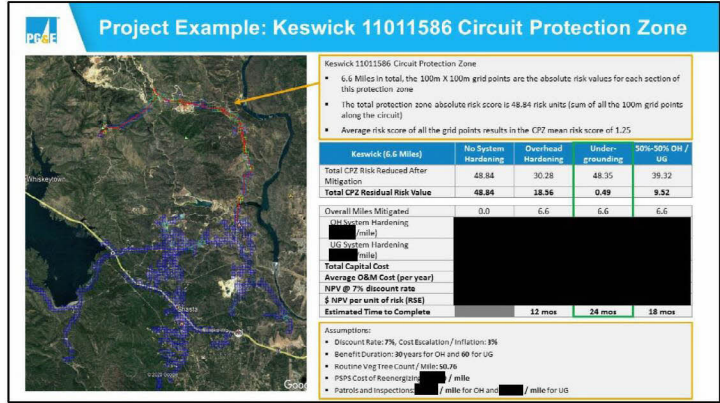 PG&E
Project Example: Keswick 11011586 Circuit Protection Zone
Keswick 11011586 Circuit Protection Zone
▪ 6.6 Miles in total, the 100m X 100m grid points are the absolute risk values for each section of
this protection zone
▪ The total protection zone absolute risk score is 48.84 risk units (sum of all the 100m grid points
along the circuit)
▪ Average risk score of all the grid points results in the CPZ mean risk score of 1.25
Keswick (6.6 Miles) No System Hardening Overhead Hardening Under-grounding 50%-50% OH / UG
Total CPZ Risk Reduced After Mitigation 48.84 30.28 48.35 39.32
Total CPZ Residual Risk Value 48.84 18.56 0.49 9.52
Overall Miles Mitigated 0.0 6.6 6.6 6.6
OH System Hardening
/mile)
UG System Hardening
/mile)
Total Capital Cost
Average O&M Cost (per year)
NPV @ 7% discount rate
$ NPV per unit of risk (RSE)
Estimated Time to Complete 12 mos 24 mos 18 mos
Assumptions:
▪ Discount Rate: 7%, Cost Escalation / Inflation: 3%
▪ Benefit Duration: 30 years for OH and 60 for UG
▪ Routine Veg Tree Count / Mile: 50.76
▪ PSPS Cost of Reenergizing / mile
▪ Patrols and Inspections: / mile for OH and / mile for UG
Whiskeytown
Shasta
Goo